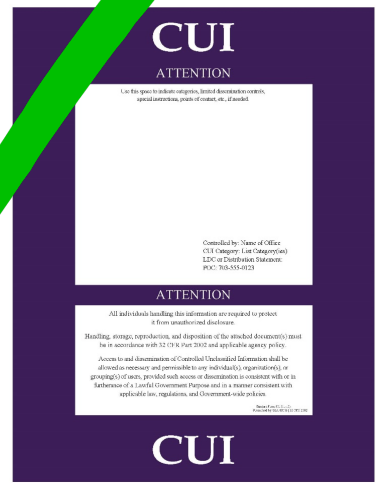 CUI
ATTENTION
Use this space to indicate categories, limited dissemination controls,
special instructions, points of contact, etc., if needed.
Controlled by: Name of Office
CUI Category: List Category(ies)
LDC or Distribution Statement:
POC: 703-555-0123
ATTENTION
All individuals handling this information are required to protect
it from unauthorized disclosure.
Handling, storage, reproduction, and disposition of the attached document(s) must
be in accordance with 32 CFR Part 2002 and applicable agency policy.
Access to and dissemination of Controlled Unclassified Information shall be
allowed as necessary and permissible to any individual(s), organization(s), or
grouping(s) of users, provided such access or dissemination is consistent with or in
furtherance of a Lawful Government Purpose and in a manner consistent with
applicable law, regulations, and Government-wide policies.
CUI